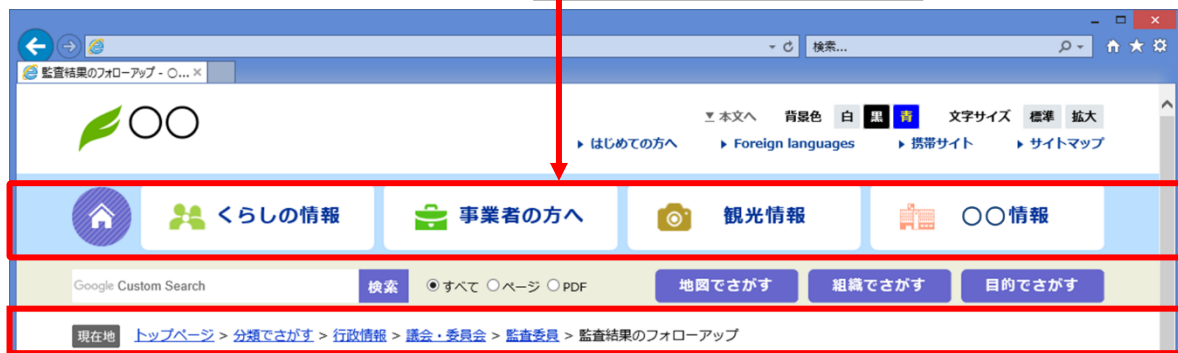 検索...
監査結果のフォローアップ - ○... ×
○○
▼本文へ 背景色 白 黒 青 文字サイズ 標準 拡大
はじめての方へ Foreign languages 携帯サイト サイトマップ
くらしの情報 事業者の方へ 観光情報 ○○情報
Google Custom Search 検索 すべて ページ PDF 地図でさがす 組織でさがす 目的でさがす
現在地 トップページ > 分類でさがす > 行政情報 > 議会・委員会 > 監査委員 > 監査結果のフォローアップ